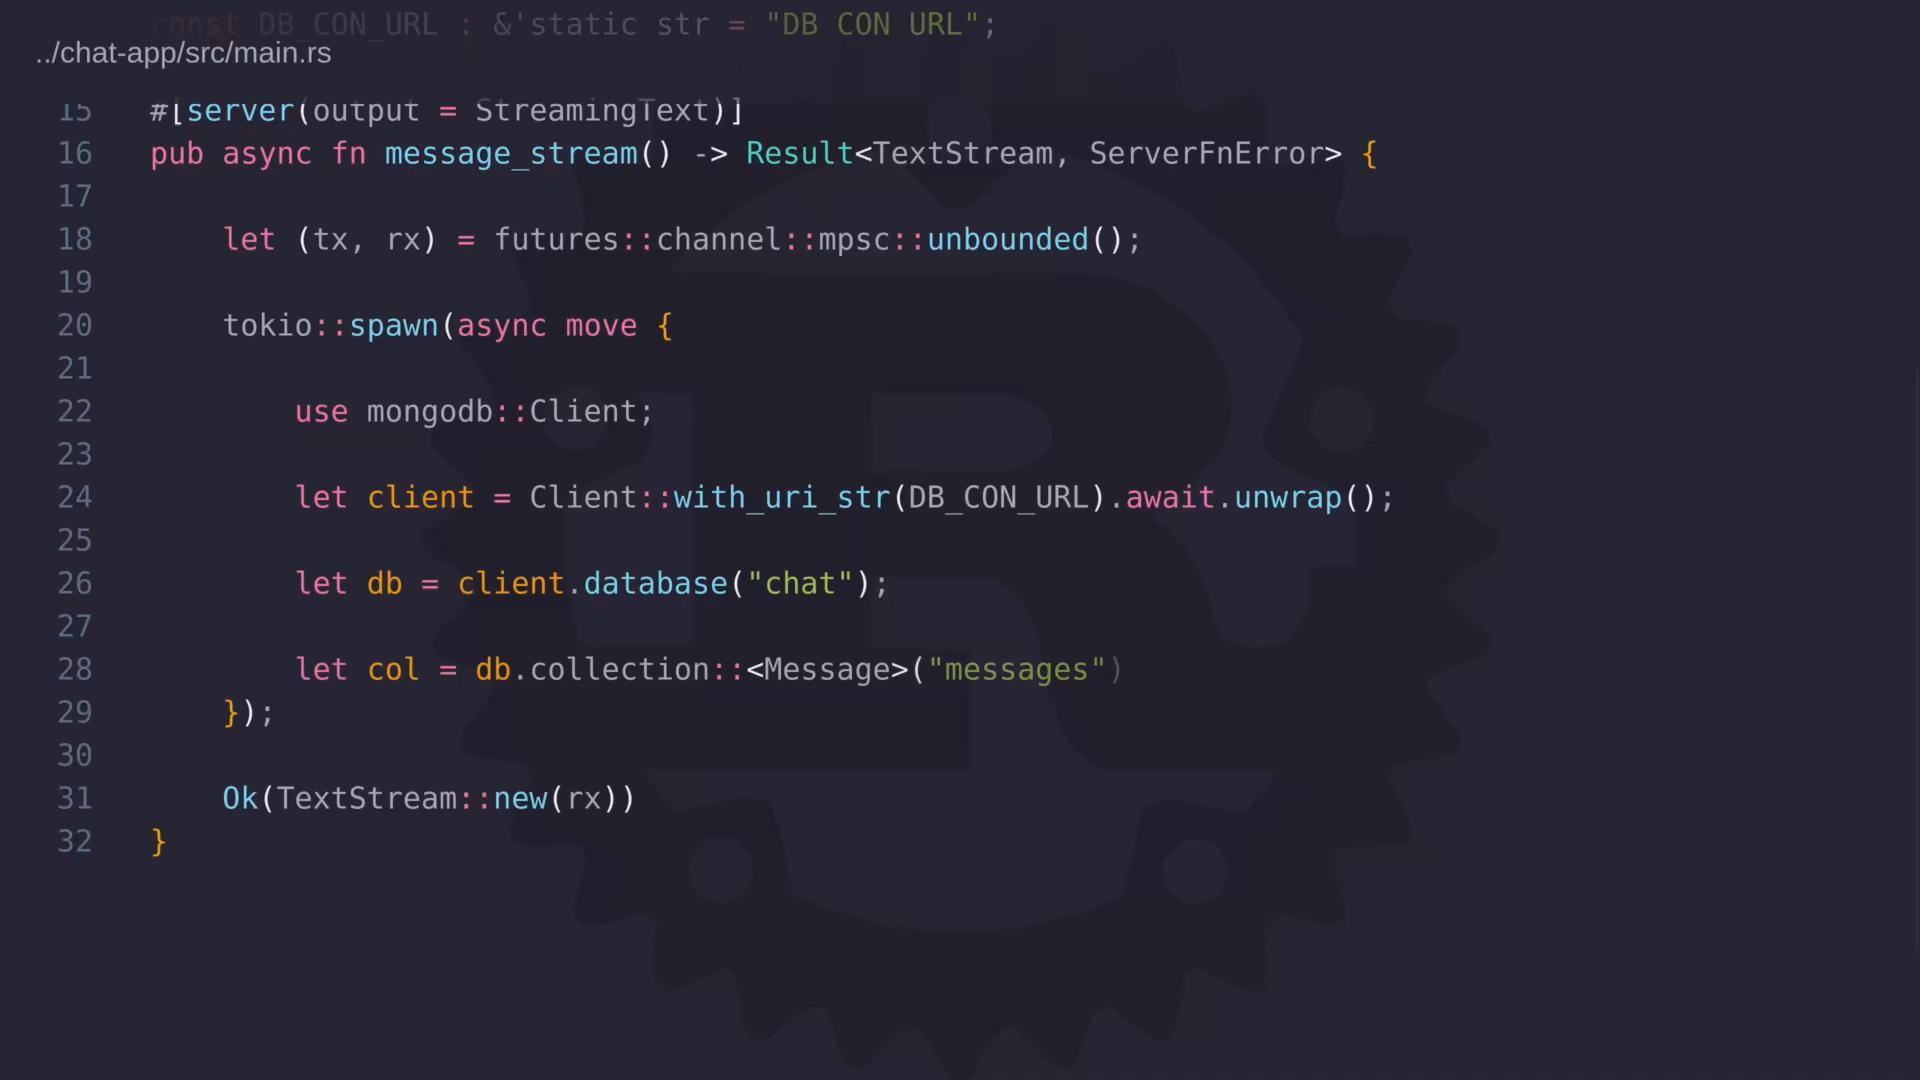 const DB_CON_URL : &'static str = "DB CON URL";
../chat-app/src/main.rs
15 #[server(output = StreamingText)]
16 pub async fn message_stream() -> Result<TextStream, ServerFnError> {
17
18 let (tx, rx) = futures::channel::mpsc::unbounded();
19
20 tokio::spawn(async move {
21
22 use mongodb::Client;
23
24 let client = Client::with_uri_str(DB_CON_URL).await.unwrap();
25
26 let db = client.database("chat");
27
28 let col = db.collection::<Message>("messages")
29 });
30
31 Ok(TextStream::new(rx))
32 }